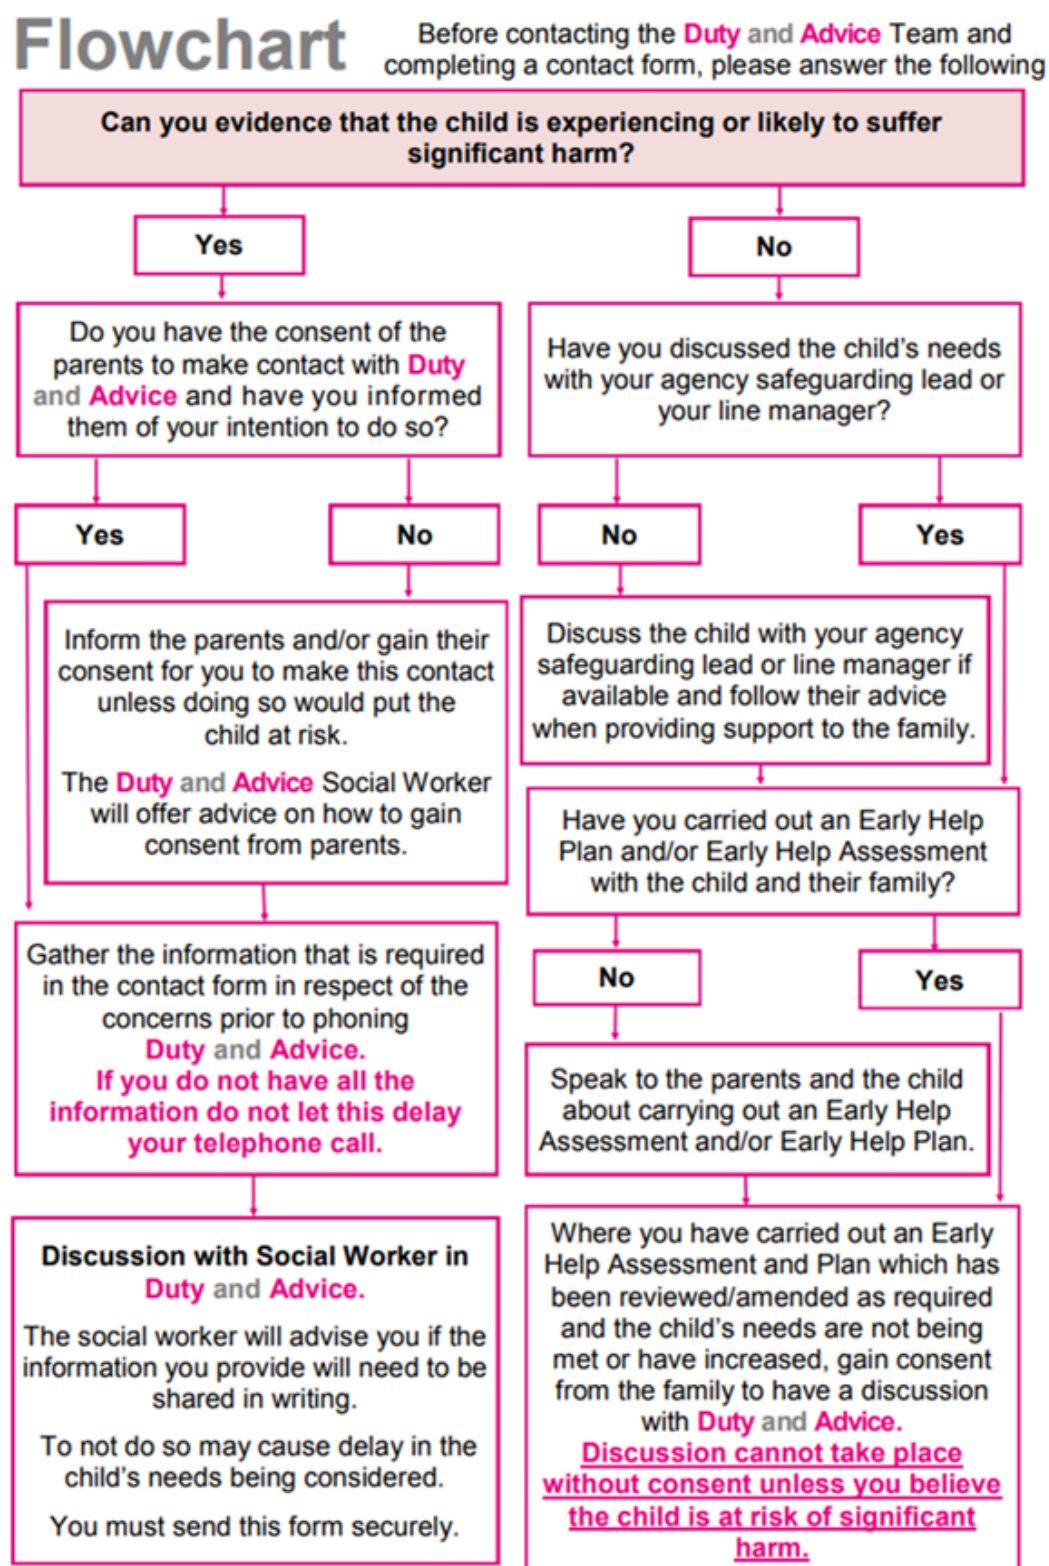 Flowchart
Before contacting the Duty and Advice Team and
completing a contact form, please answer the following
Can you evidence that the child is experiencing or likely to suffer
significant harm?
Yes
No
Do you have the consent of the
parents to make contact with Duty
and Advice and have you informed
them of your intention to do so?
Have you discussed the child's needs
with your agency safeguarding lead or
your line manager?
Yes
No
No
Yes
Inform the parents and/or gain their
consent for you to make this contact
unless doing so would put the
child at risk.
The Duty and Advice Social Worker
will offer advice on how to gain
consent from parents.
Discuss the child with your agency
safeguarding lead or line manager if
available and follow their advice
when providing support to the family.
Have you carried out an Early Help
Plan and/or Early Help Assessment
with the child and their family?
Gather the information that is required
in the contact form in respect of the
concerns prior to phoning
Duty and Advice.
If you do not have all the
information do not let this delay
your telephone call.
No
Yes
Speak to the parents and the child
about carrying out an Early Help
Assessment and/or Early Help Plan.
Discussion with Social Worker in
Duty and Advice.
The social worker will advise you if the
information you provide will need to be
shared in writing.
To not do so may cause delay in the
child's needs being considered.
You must send this form securely.
Where you have carried out an Early
Help Assessment and Plan which has
been reviewed/amended as required
and the child's needs are not being
met or have increased, gain consent
from the family to have a discussion
with Duty and Advice.
Discussion cannot take place
without consent unless you believe
the child is at risk of significant
harm.